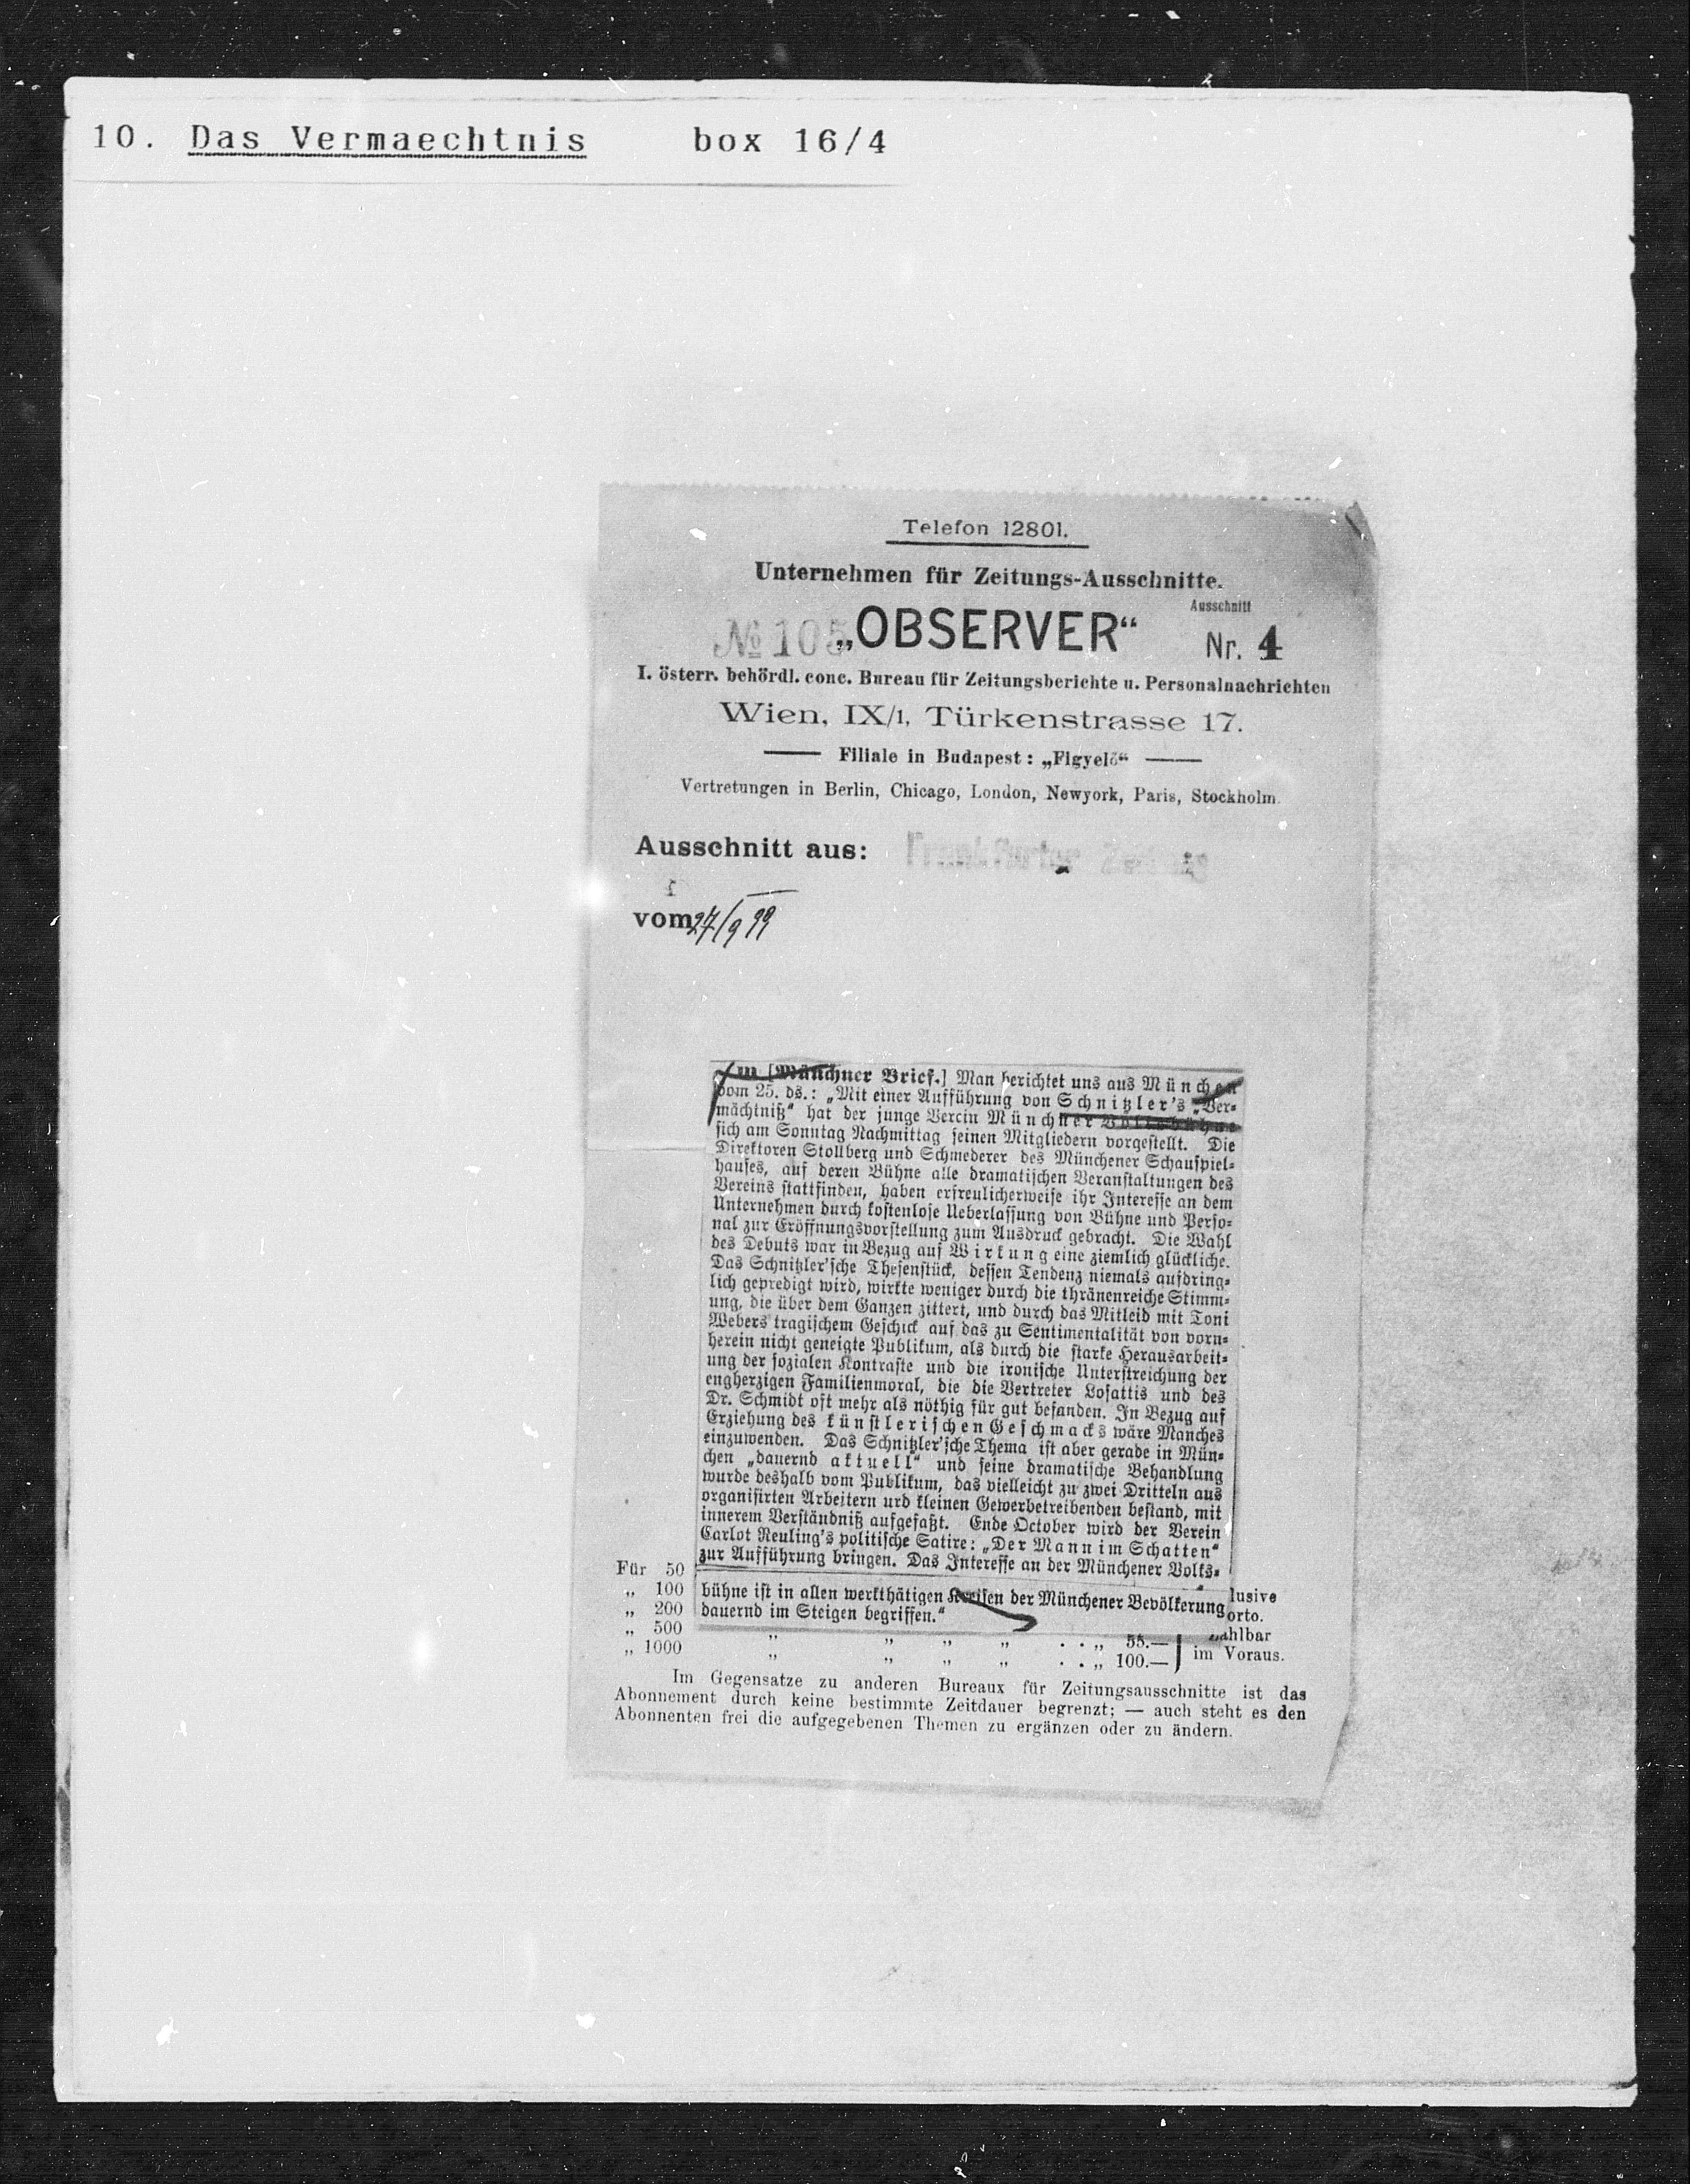 10. Das Vermaechtnis box 16/4
Telefon 12801.
Unternehmen für Zeitungs-Ausschnitte.
Ausschnitt
№ 105 „OBSERVER“ Nr. 4
I. österr. behördl. conc. Bureau für Zeitungsberichte u. Personalnachrichten
Wien, IX/1, Türkenstrasse 17.
Filiale in Budapest: „Figyelő“
Vertretungen in Berlin, Chicago, London, Newyork, Paris, Stockholm.
Ausschnitt aus: Frankfurter Zeitung
vom 27/9 99
m [Münchner Brief.] Man berichtet uns aus München
vom 25. ds.: „Mit einer Aufführung von Schnitzler's „Ver-
mächtniß“ hat der junge Verein Münchner Volksbühne
sich am Sonntag Nachmittag seinen Mitgliedern vorgestellt. Die
Direktoren Stollberg und Schmederer des Münchener Schauspiel-
hauses, auf deren Bühne alle dramatischen Veranstaltungen des
Vereins stattfinden, haben erfreulicherweise ihr Interesse an dem
Unternehmen durch kostenlose Ueberlassung von Bühne und Perso-
nal zur Eröffnungsvorstellung zum Ausdruck gebracht. Die Wahl
des Debuts war in Bezug auf Wirkung eine ziemlich glückliche.
Das Schnitzler'sche Thesenstück, dessen Tendenz niemals aufdring-
lich gepredigt wird, wirkte weniger durch die thränenreiche Stimm-
ung, die über dem Ganzen zittert, und durch das Mitleid mit Toni
Webers tragischem Geschick auf das zu Sentimentalität von vorn-
herein nicht geneigte Publikum, als durch die starke Herausarbeit-
ung der sozialen Kontraste und die ironische Unterstreichung der
engherzigen Familienmoral, die die Vertreter Losattis und des
Dr. Schmidt oft mehr als nöthig für gut befanden. In Bezug auf
Erziehung des künstlerischen Geschmacks wäre Manches
einzuwenden. Das Schnitzler'sche Thema ist aber gerade in Mün-
chen „dauernd aktuell“ und seine dramatische Behandlung
wurde deshalb vom Publikum, das vielleicht zu zwei Dritteln aus
organisirten Arbeitern urd kleinen Gewerbetreibenden bestand, mit
innerem Verständniß aufgefaßt. Ende October wird der Verein
Carlot Reuling's politische Satire: „Der Mann im Schatten“
zur Aufführung bringen. Das Interesse an der Münchener Volks-
bühne ist in allen werkthätigen Kreisen der Münchener Bevölkerung
dauernd im Steigen begriffen.“
Für 50
„ 100 lusive
„ 200 orto.
„ 500 „ „ „ „ . . „ 55.— ahlbar
„ 1000 „ „ „ „ . . „ 100.— im Voraus.
Im Gegensatze zu anderen Bureaux für Zeitungsausschnitte ist das
Abonnement durch keine bestimmte Zeitdauer begrenzt; — auch steht es den
Abonnenten frei die aufgegebenen Themen zu ergänzen oder zu ändern.